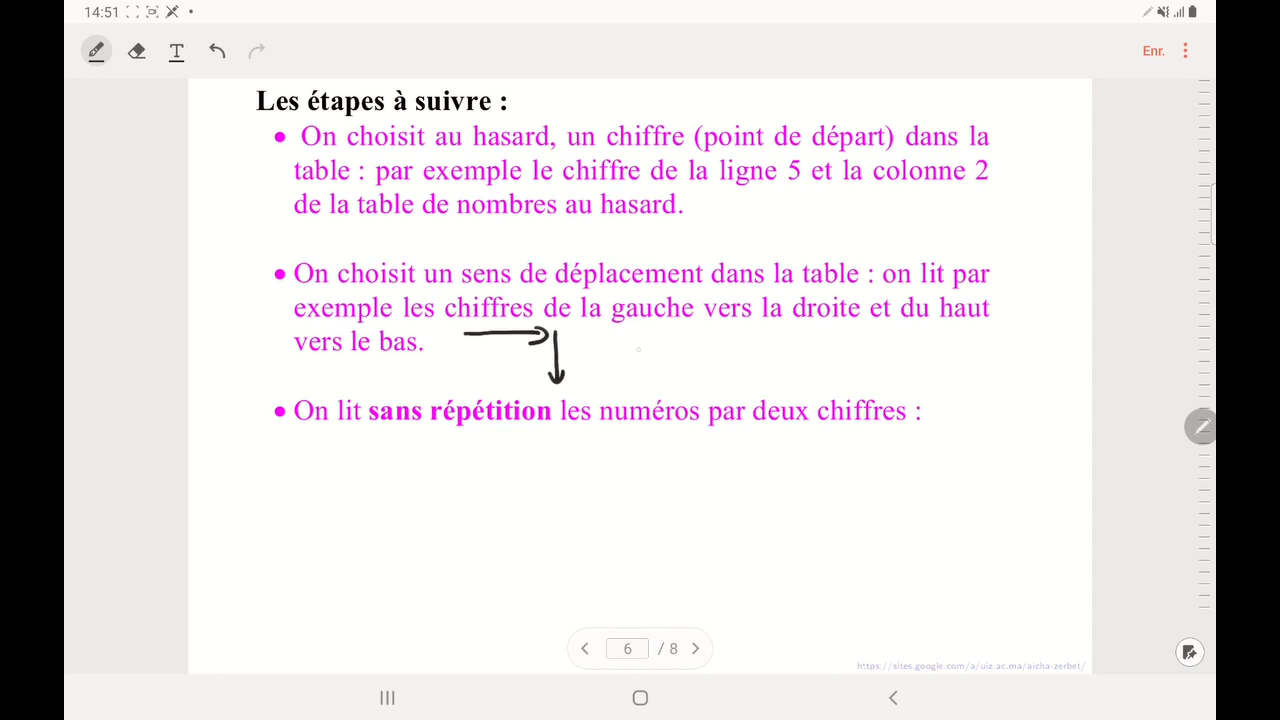 14:51
Enr.
Les étapes à suivre :
• On choisit au hasard, un chiffre (point de départ) dans la
table : par exemple le chiffre de la ligne 5 et la colonne 2
de la table de nombres au hasard.
• On choisit un sens de déplacement dans la table : on lit par
exemple les chiffres de la gauche vers la droite et du haut
vers le bas.
• On lit sans répétition les numéros par deux chiffres :
6 / 8
https://sites.google.com/a/uiz.ac.ma/aicha-zerbet/